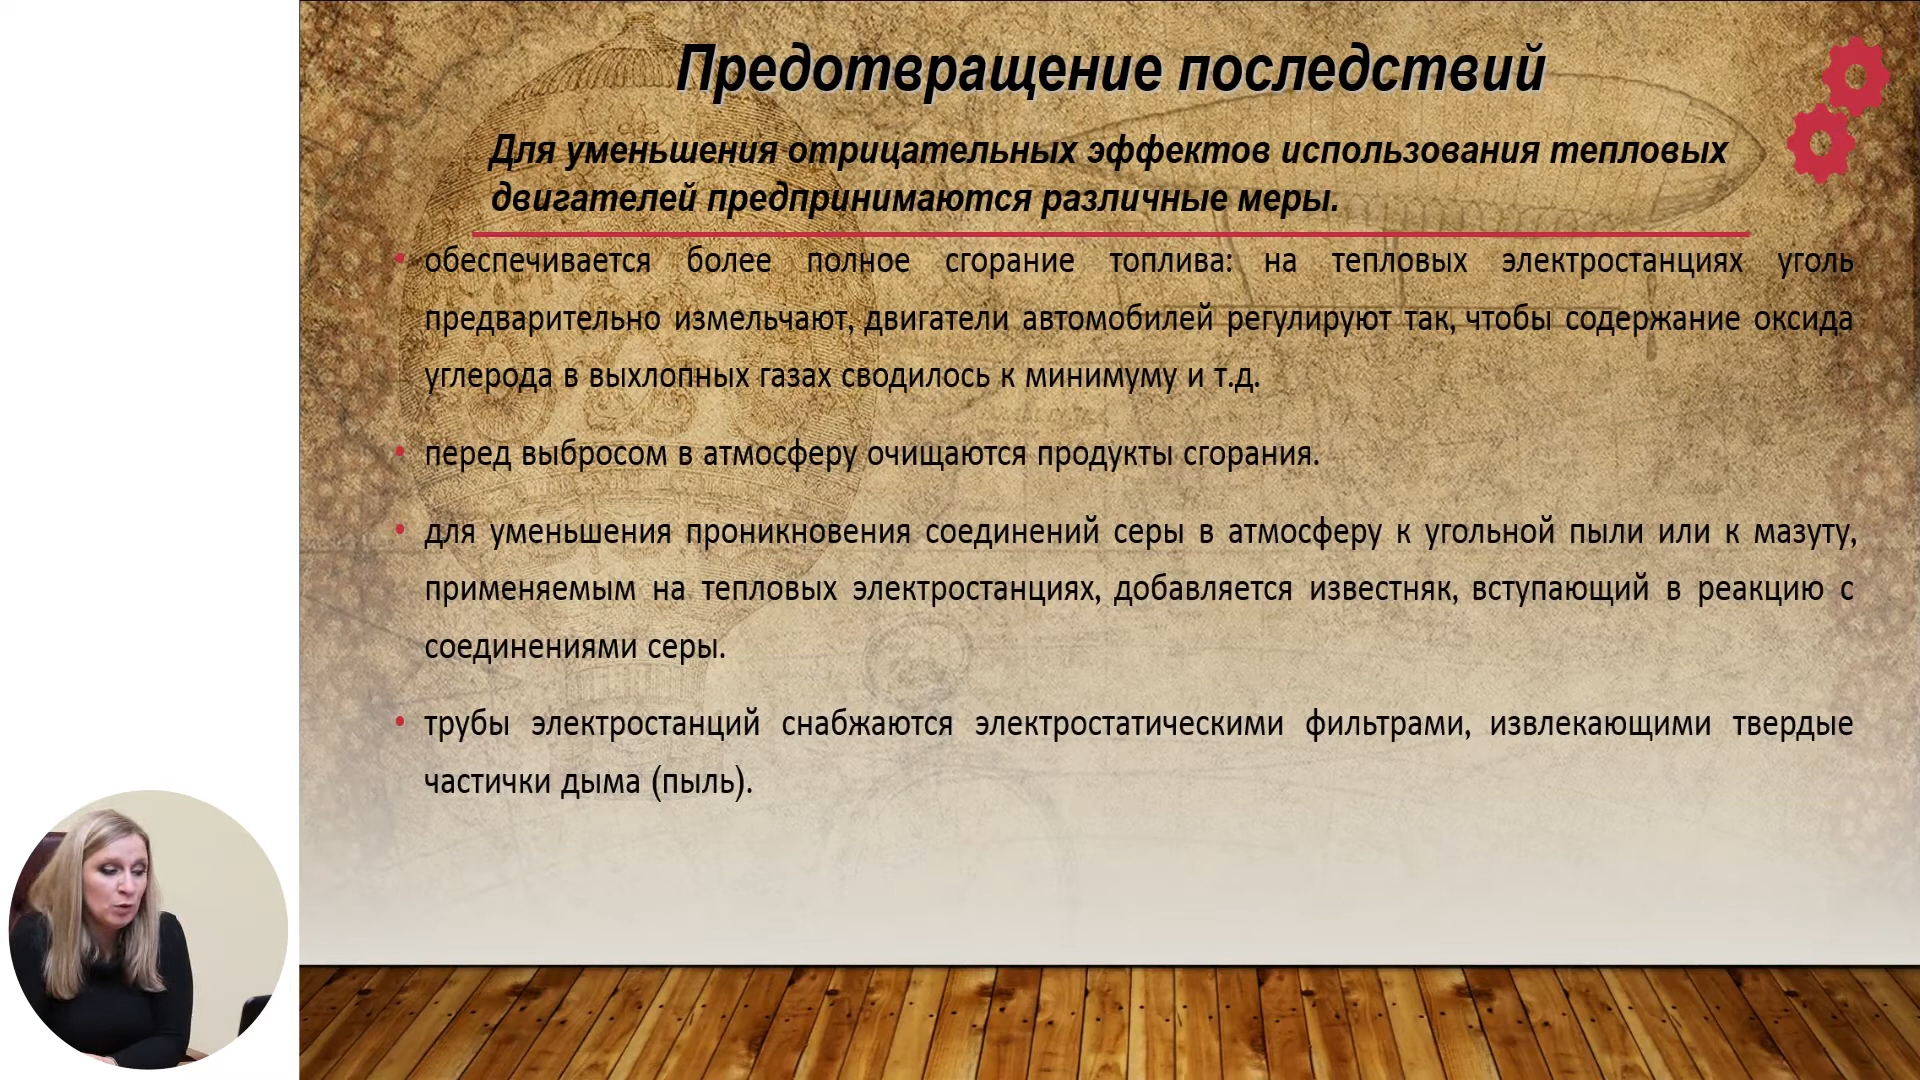 Предотвращение последствий
Для уменьшения отрицательных эффектов использования тепловых
двигателей предпринимаются различные меры.
• обеспечивается более полное сгорание топлива: на тепловых электростанциях уголь
предварительно измельчают, двигатели автомобилей регулируют так, чтобы содержание оксида
углерода в выхлопных газах сводилось к минимуму и т.д.
• перед выбросом в атмосферу очищаются продукты сгорания.
• для уменьшения проникновения соединений серы в атмосферу к угольной пыли или к мазуту,
применяемым на тепловых электростанциях, добавляется известняк, вступающий в реакцию с
соединениями серы.
• трубы электростанций снабжаются электростатическими фильтрами, извлекающими твердые
частички дыма (пыль).